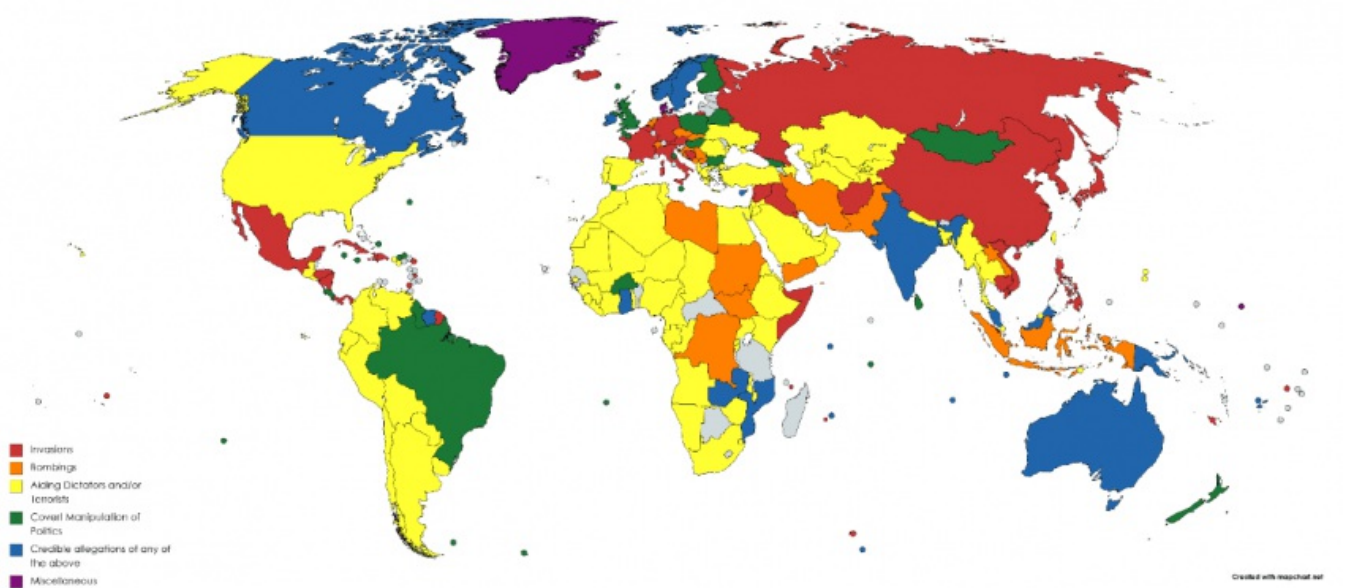 Invasions
Bombings
Aiding Dictators and/or
Terrorists
Covert Manipulation of
Politics
Credible allegations of any of
the above
Miscellaneous
Created with mapchart.net